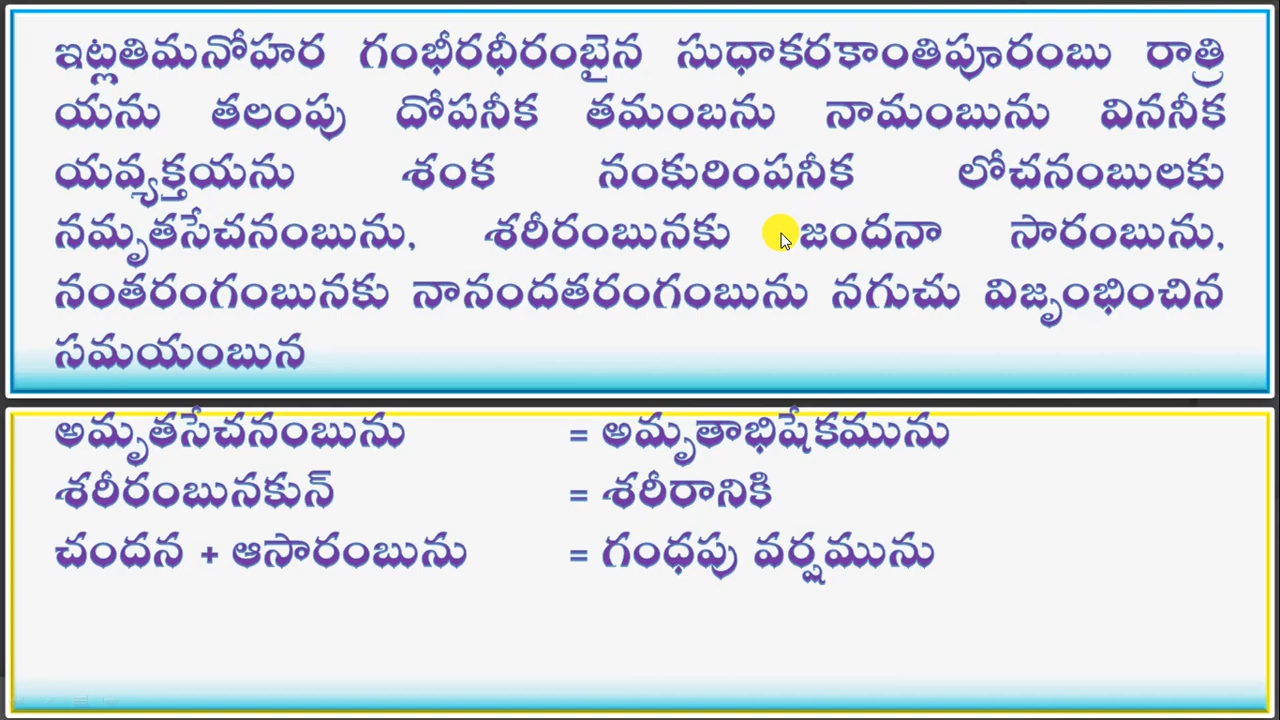 ఇట్లతిమనోహర గంభీరధీరంబైన సుధాకరకాంతిపూరంబు రాత్రి
యను తలంపు దోపనీక తమంబను నామంబును విననీక
యవ్యక్తయను శంక నంకురింపనీక లోచనంబులకు
నమృతసేచనంబును, శరీరంబునకు జందనా సారంబును,
నంతరంగంబునకు నానందతరంగంబును నగుచు విజృంభించిన
సమయంబున
అమృతసేచనంబును = అమృతాభిషేకమును
శరీరంబునకున్ = శరీరానికి
చందన + ఆసారంబును = గంధపు వర్షమును